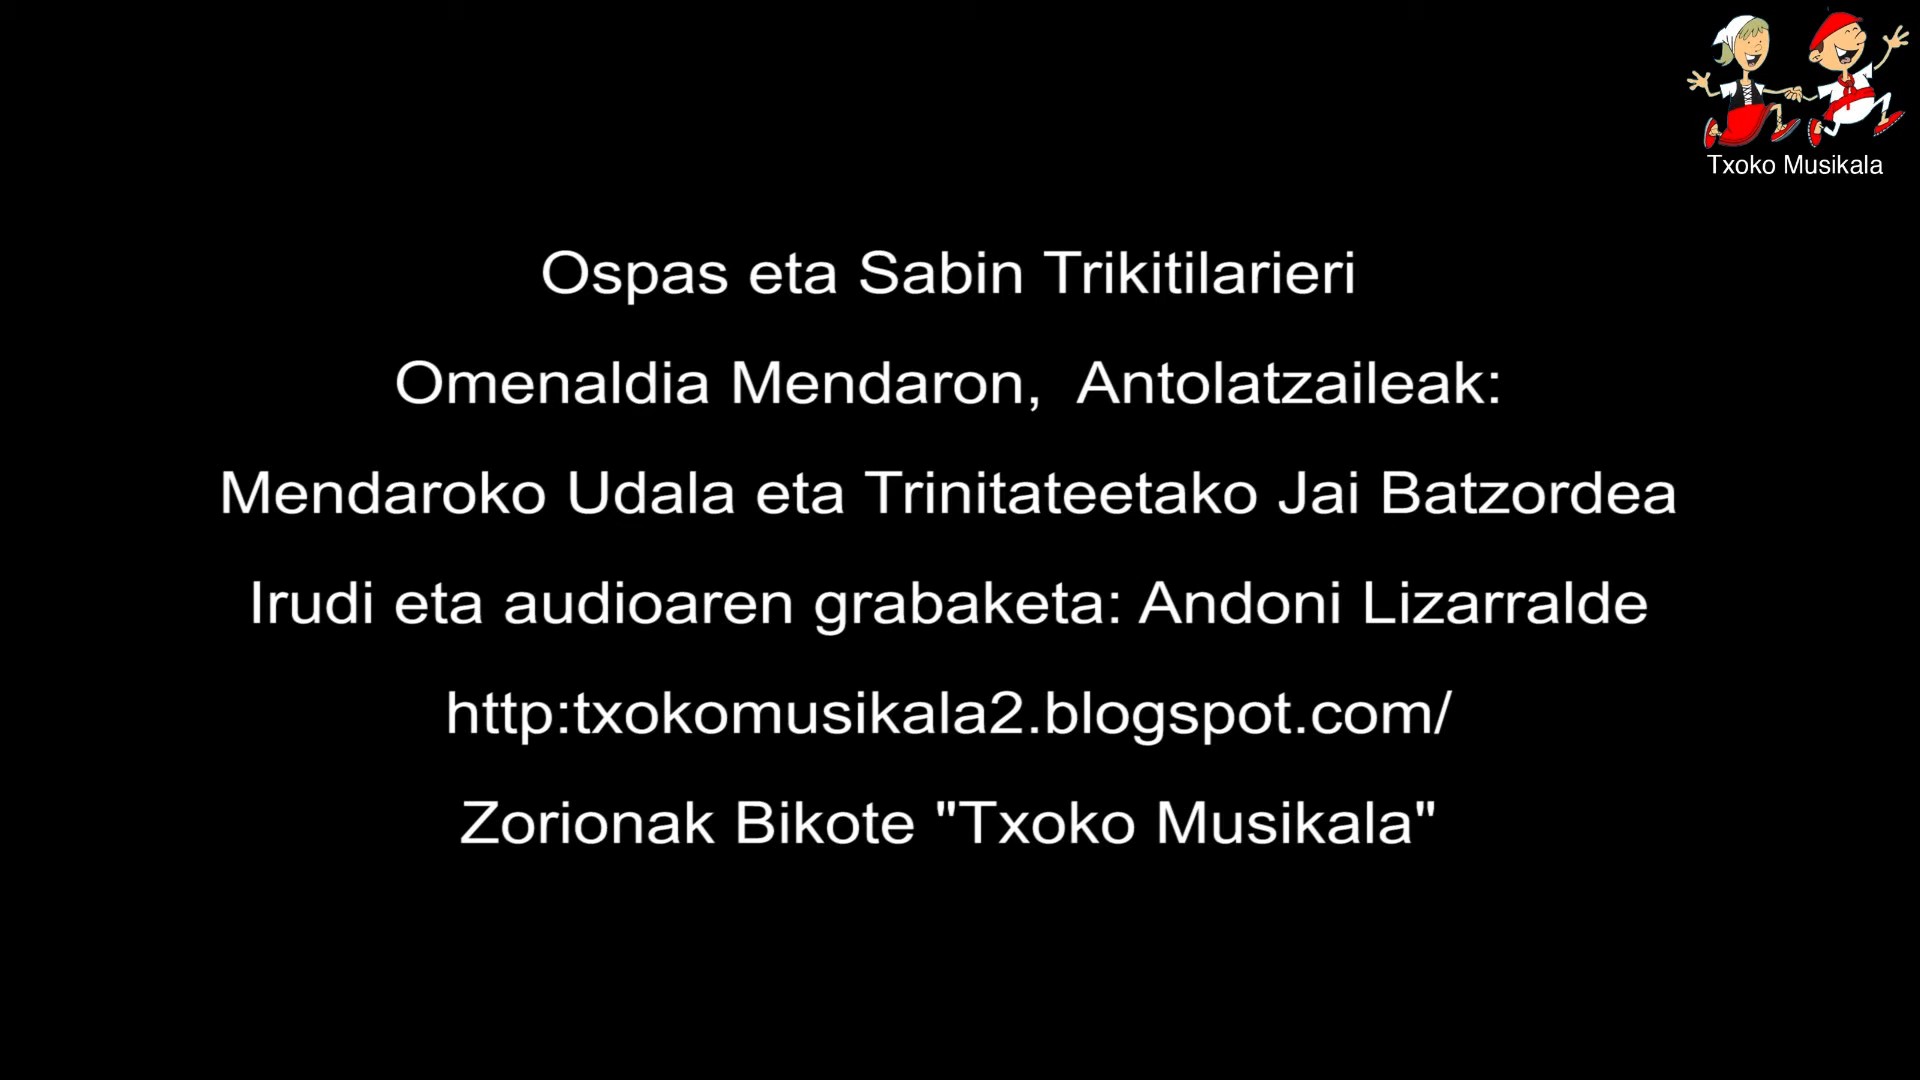 Txoko Musikala
Ospas eta Sabin Trikitilarieri
Omenaldia Mendaron,  Antolatzaileak:
Mendaroko Udala eta Trinitateetako Jai Batzordea
Irudi eta audioaren grabaketa: Andoni Lizarralde
http:txokomusikala2.blogspot.com/
Zorionak Bikote "Txoko Musikala"